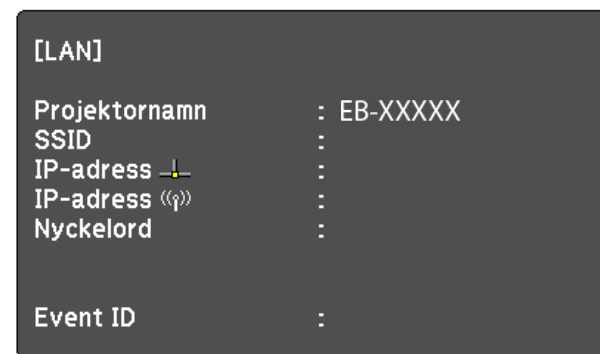 [LAN]
Projektornamn : EB-XXXXX
SSID :
IP-adress :
IP-adress :
Nyckelord :
Event ID :